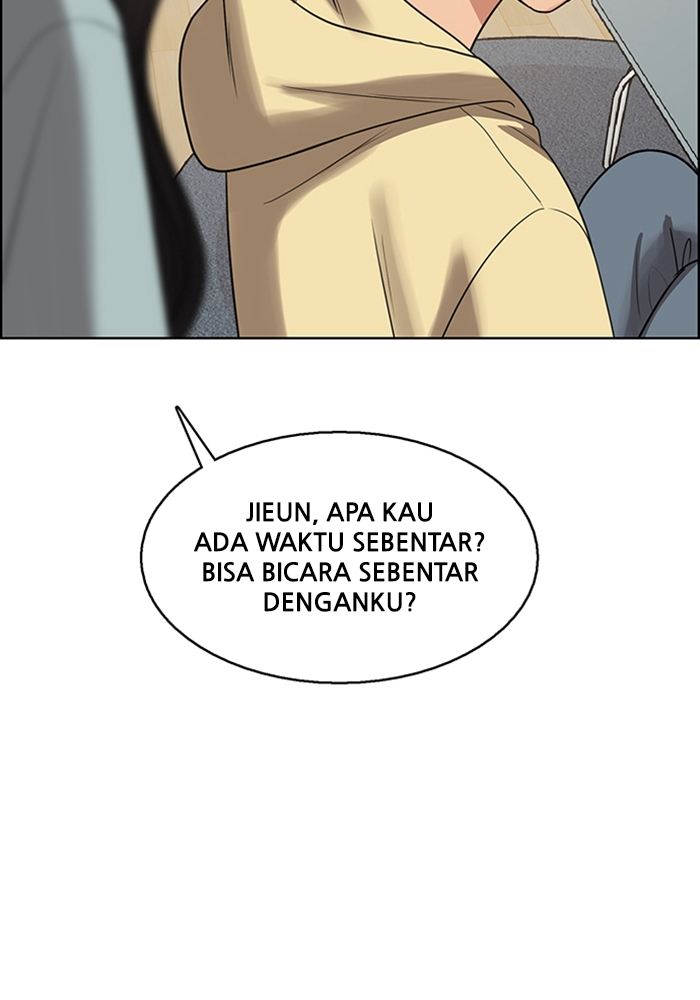 JIEUN, APA KAU
ADA WAKTU SEBENTAR?
BISA BICARA SEBENTAR
DENGANKU?